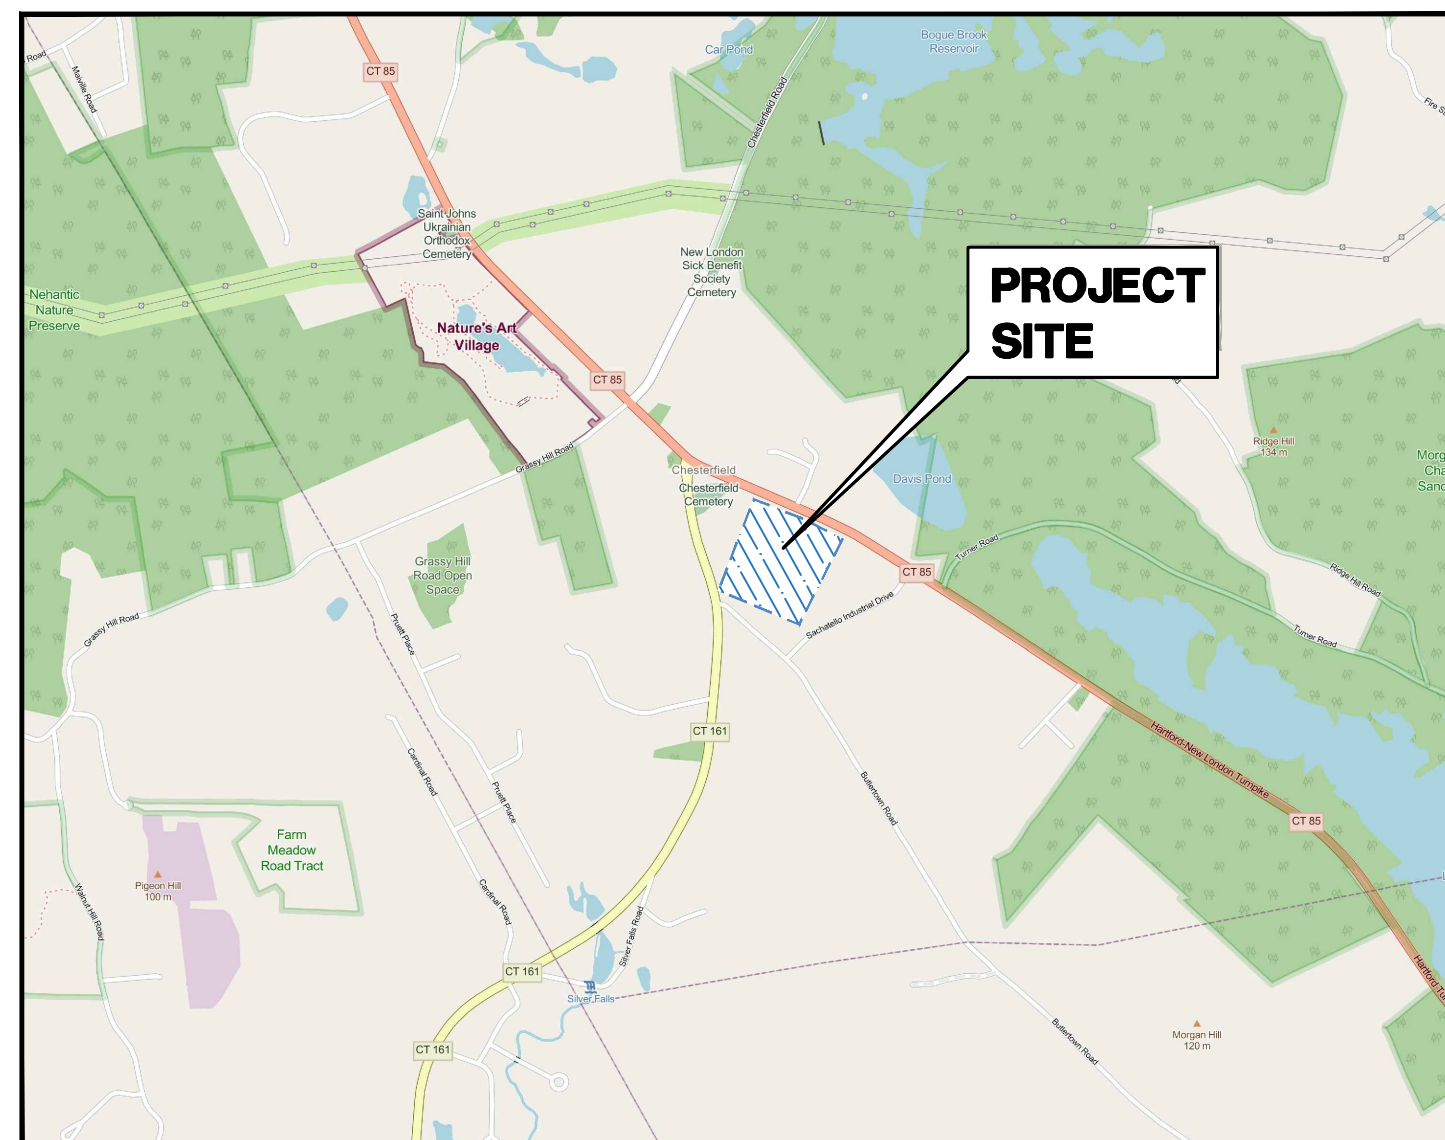 Road
Malville Road
CT 85
Car Pond
Bogue Brook
Reservoir
Chesterfield Road
Saint Johns
Ukrainian
Orthodox
Cemetery
New London
Sick Benefit
Society
Cemetery
Nehantic
Nature
Preserve
Nature's Art
Village
PROJECT
SITE
CT 85
Ridge Hill
134 m
Grassy Hill Road
Chesterfield
Chesterfield
Cemetery
Davis Pond
Turner Road
Grassy Hill
Road Open
Space
CT 85
Ridge Hill Road
Grassy Hill Road
Pruett Place
Sachatello Industrial Drive
Turner Road
CT 161
Hartford-New London Turnpike
Cardinal Road
Pruett Place
Butlertown Road
CT 85
Farm
Meadow
Road Tract
Pigeon Hill
100 m
Walnut Hill Road
Cardinal Road
Silver Falls Road
CT 161
Silver Falls
Morgan Hill
120 m
Butlertown Road
CT 161